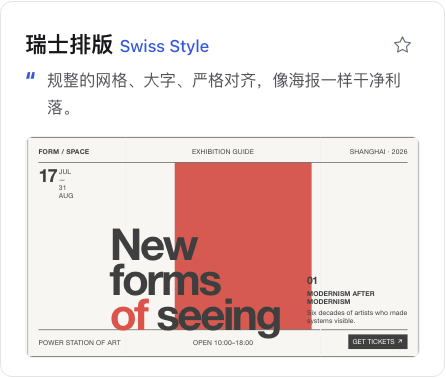 瑞士排版 Swiss Style
“ 规整的网格、大字、严格对齐，像海报一样干净利
落。
FORM / SPACE EXHIBITION GUIDE SHANGHAI · 2026
17 JUL
—
31
AUG
New
forms
of seeing
01
MODERNISM AFTER
MODERNISM
Six decades of artists who made
systems visible.
POWER STATION OF ART OPEN 10:00–18:00 GET TICKETS ↗